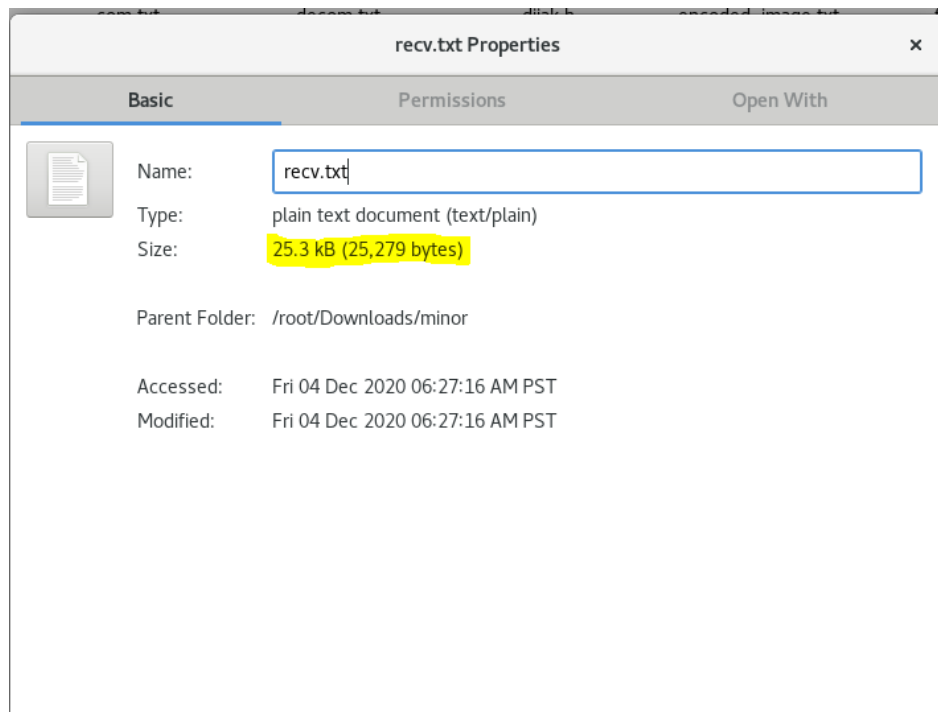 recv.txt Properties ×
Basic Permissions Open With
Name: recv.txt
Type: plain text document (text/plain)
Size: 25.3 kB (25,279 bytes)
Parent Folder: /root/Downloads/minor
Accessed: Fri 04 Dec 2020 06:27:16 AM PST
Modified: Fri 04 Dec 2020 06:27:16 AM PST